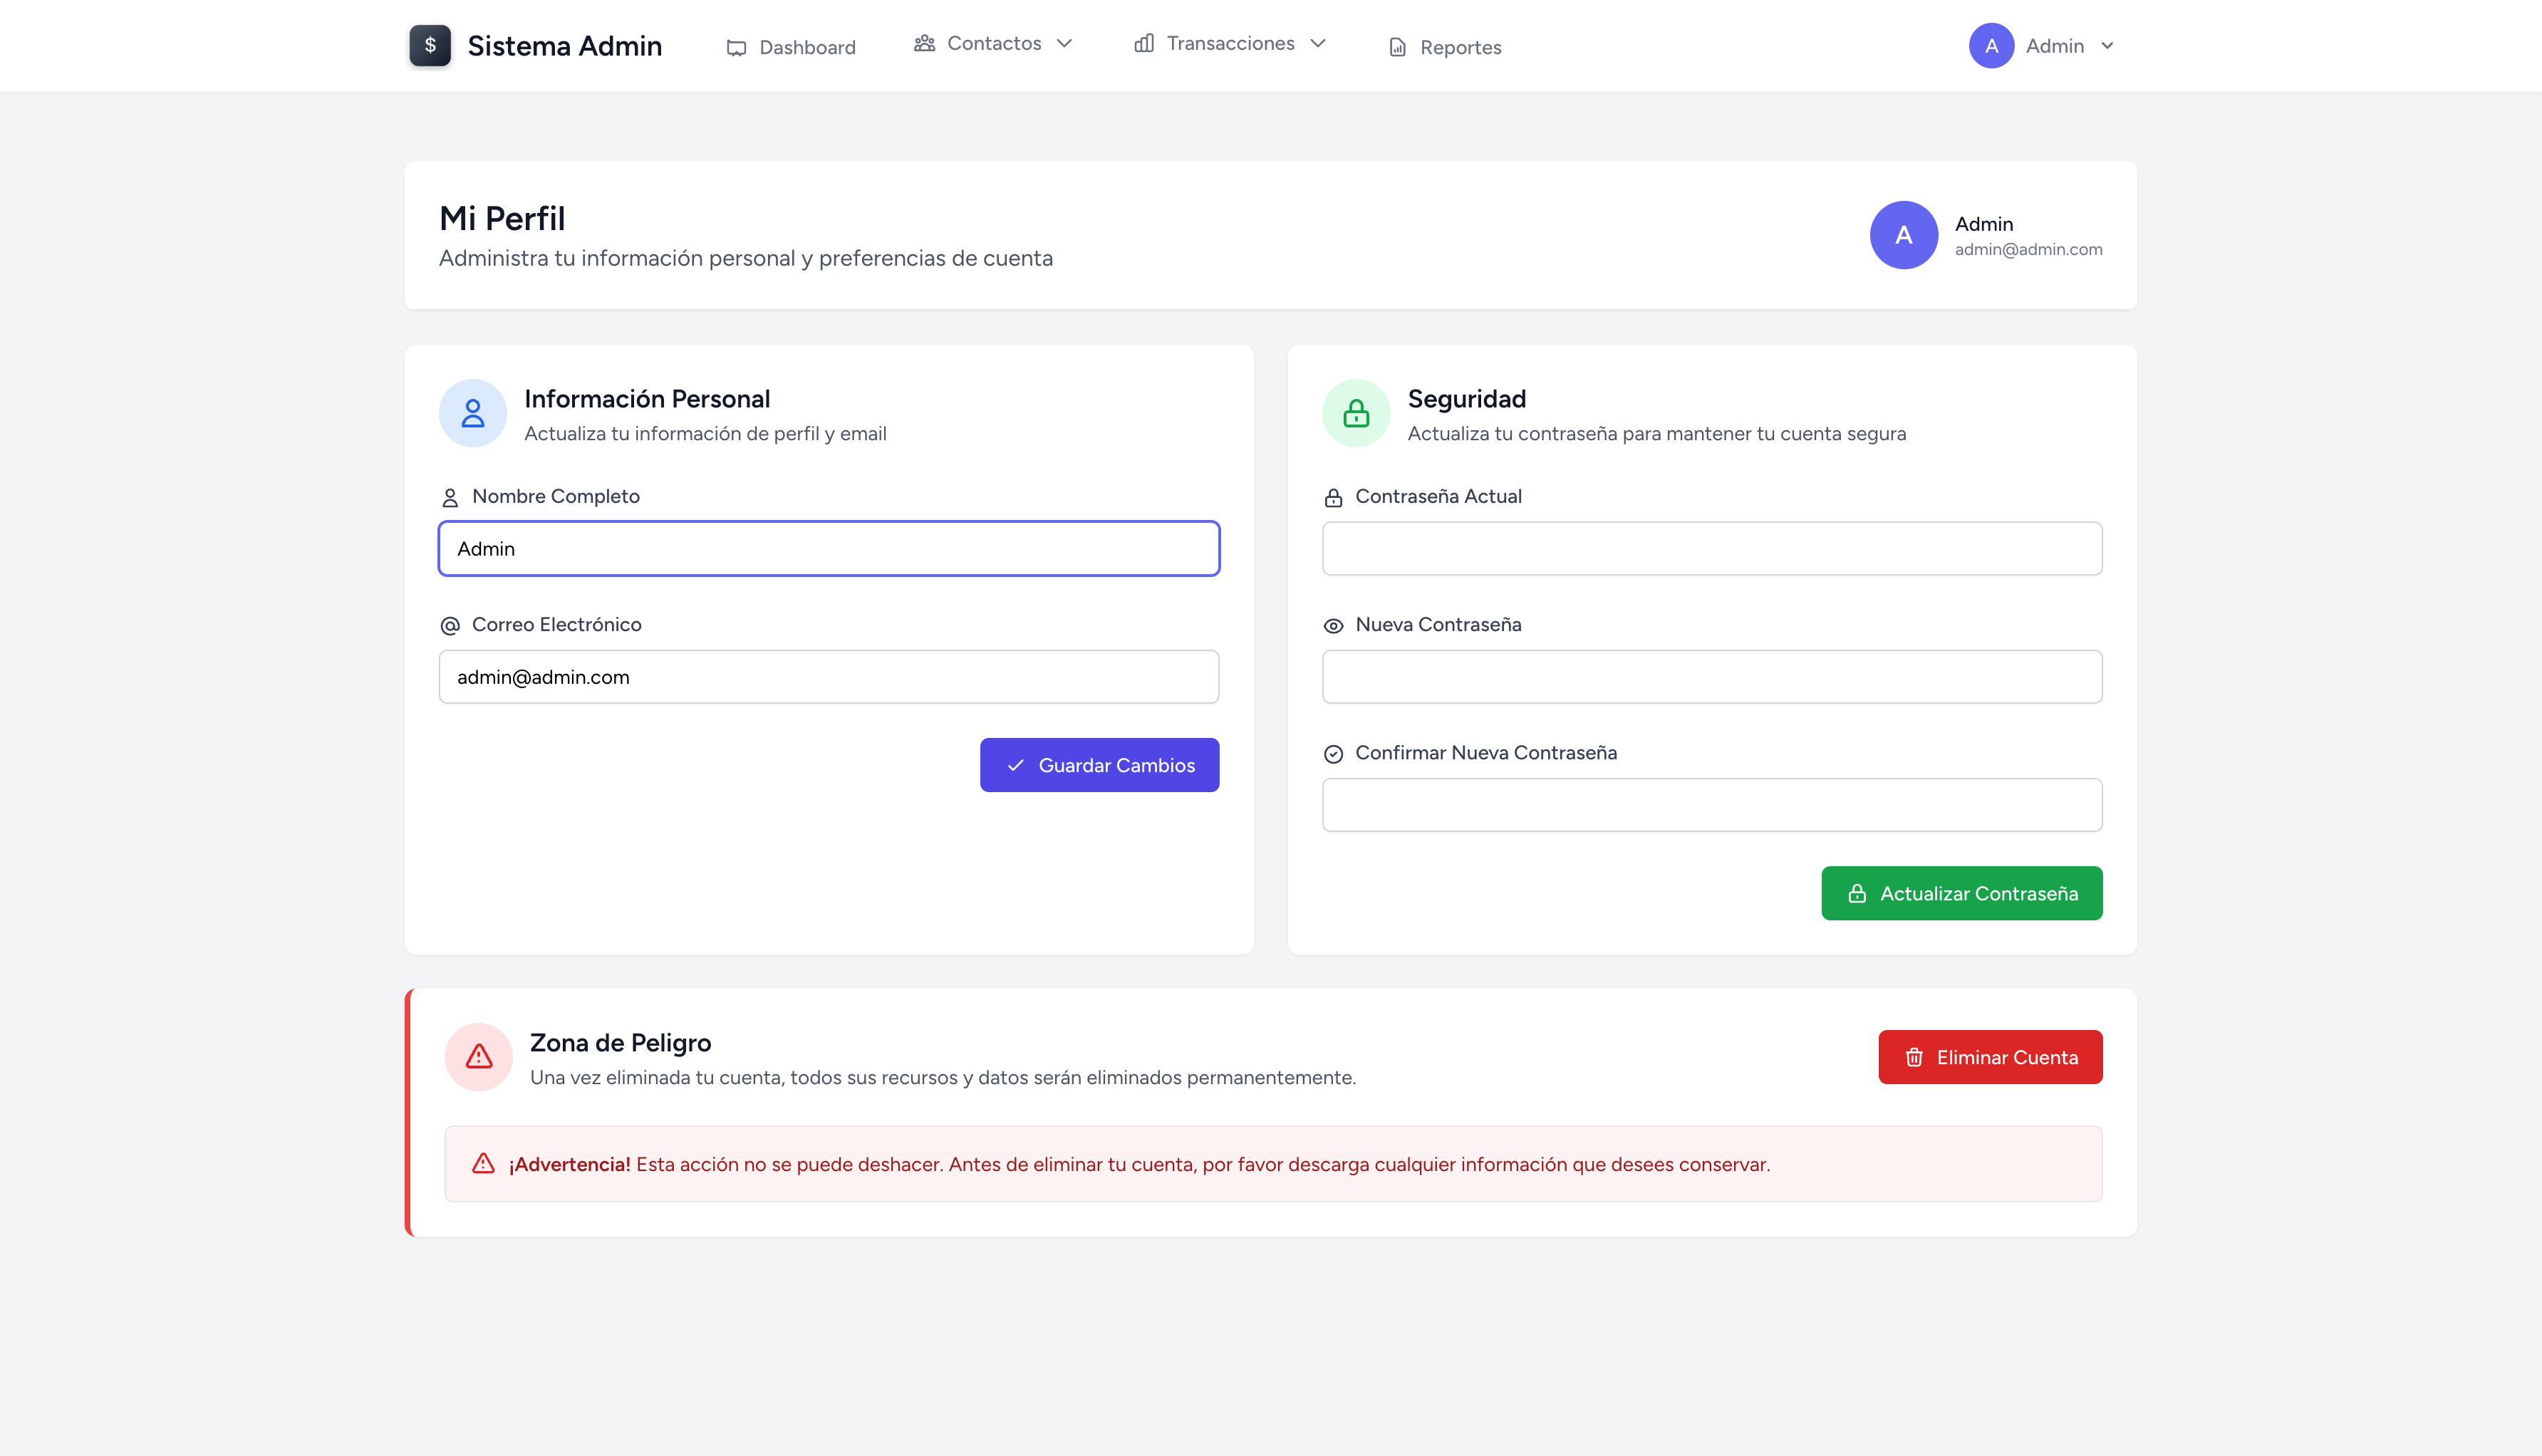 $ Sistema Admin Dashboard Contactos Transacciones Reportes A Admin
Mi Perfil
Administra tu información personal y preferencias de cuenta
A
Admin
admin@admin.com
Información Personal
Actualiza tu información de perfil y email
Nombre Completo
Admin
Correo Electrónico
admin@admin.com
Guardar Cambios
Seguridad
Actualiza tu contraseña para mantener tu cuenta segura
Contraseña Actual
Nueva Contraseña
Confirmar Nueva Contraseña
Actualizar Contraseña
Zona de Peligro
Una vez eliminada tu cuenta, todos sus recursos y datos serán eliminados permanentemente.
Eliminar Cuenta
¡Advertencia! Esta acción no se puede deshacer. Antes de eliminar tu cuenta, por favor descarga cualquier información que desees conservar.